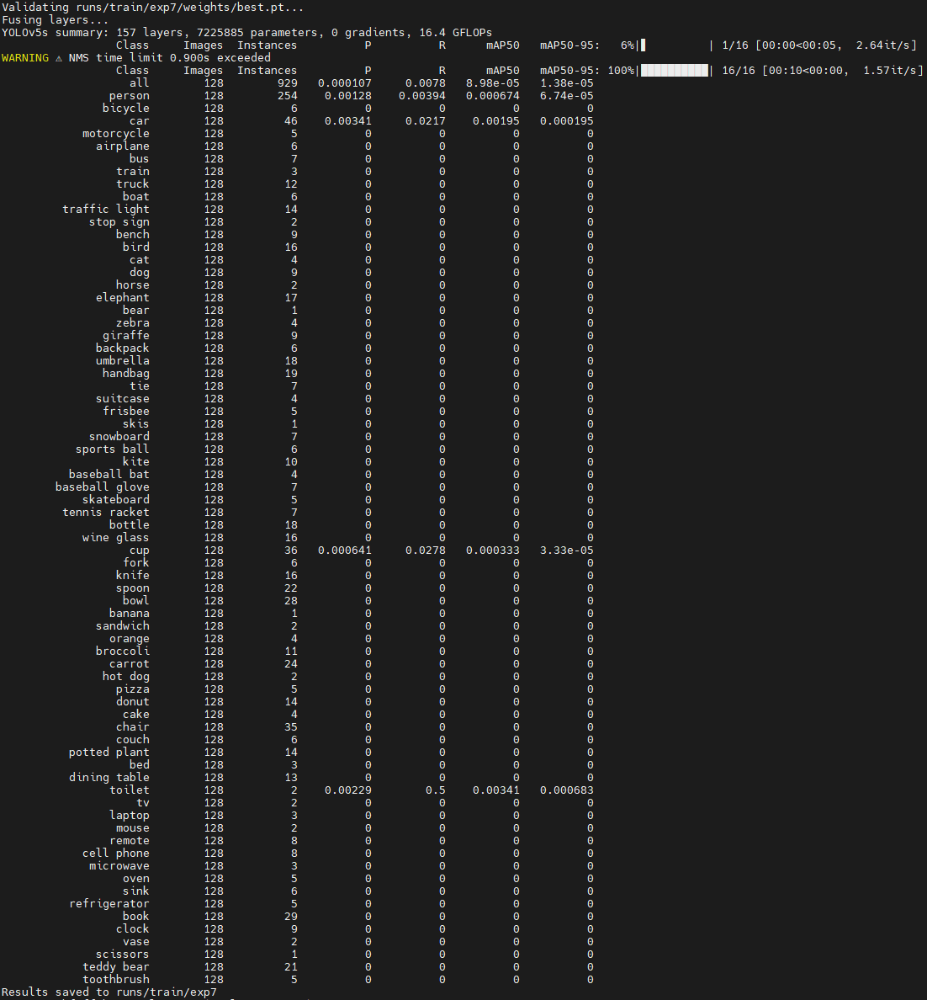 Validating runs/train/exp7/weights/best.pt...
Fusing layers...
YOLOv5s summary: 157 layers, 7225885 parameters, 0 gradients, 16.4 GFLOPs
Class Images Instances P R mAP50 mAP50-95: 6%|▌ | 1/16 [00:00<00:05, 2.64it/s]
WARNING ⚠ NMS time limit 0.900s exceeded
Class Images Instances P R mAP50 mAP50-95: 100%|██████████| 16/16 [00:10<00:00, 1.57it/s]
all 128 929 0.000107 0.0078 8.98e-05 1.38e-05
person 128 254 0.00128 0.00394 0.000674 6.74e-05
bicycle 128 6 0 0 0 0
car 128 46 0.00341 0.0217 0.00195 0.000195
motorcycle 128 5 0 0 0 0
airplane 128 6 0 0 0 0
bus 128 7 0 0 0 0
train 128 3 0 0 0 0
truck 128 12 0 0 0 0
boat 128 6 0 0 0 0
traffic light 128 14 0 0 0 0
stop sign 128 2 0 0 0 0
bench 128 9 0 0 0 0
bird 128 16 0 0 0 0
cat 128 4 0 0 0 0
dog 128 9 0 0 0 0
horse 128 2 0 0 0 0
elephant 128 17 0 0 0 0
bear 128 1 0 0 0 0
zebra 128 4 0 0 0 0
giraffe 128 9 0 0 0 0
backpack 128 6 0 0 0 0
umbrella 128 18 0 0 0 0
handbag 128 19 0 0 0 0
tie 128 7 0 0 0 0
suitcase 128 4 0 0 0 0
frisbee 128 5 0 0 0 0
skis 128 1 0 0 0 0
snowboard 128 7 0 0 0 0
sports ball 128 6 0 0 0 0
kite 128 10 0 0 0 0
baseball bat 128 4 0 0 0 0
baseball glove 128 7 0 0 0 0
skateboard 128 5 0 0 0 0
tennis racket 128 7 0 0 0 0
bottle 128 18 0 0 0 0
wine glass 128 16 0 0 0 0
cup 128 36 0.000641 0.0278 0.000333 3.33e-05
fork 128 6 0 0 0 0
knife 128 16 0 0 0 0
spoon 128 22 0 0 0 0
bowl 128 28 0 0 0 0
banana 128 1 0 0 0 0
sandwich 128 2 0 0 0 0
orange 128 4 0 0 0 0
broccoli 128 11 0 0 0 0
carrot 128 24 0 0 0 0
hot dog 128 2 0 0 0 0
pizza 128 5 0 0 0 0
donut 128 14 0 0 0 0
cake 128 4 0 0 0 0
chair 128 35 0 0 0 0
couch 128 6 0 0 0 0
potted plant 128 14 0 0 0 0
bed 128 3 0 0 0 0
dining table 128 13 0 0 0 0
toilet 128 2 0.00229 0.5 0.00341 0.000683
tv 128 2 0 0 0 0
laptop 128 3 0 0 0 0
mouse 128 2 0 0 0 0
remote 128 8 0 0 0 0
cell phone 128 8 0 0 0 0
microwave 128 3 0 0 0 0
oven 128 5 0 0 0 0
sink 128 6 0 0 0 0
refrigerator 128 5 0 0 0 0
book 128 29 0 0 0 0
clock 128 9 0 0 0 0
vase 128 2 0 0 0 0
scissors 128 1 0 0 0 0
teddy bear 128 21 0 0 0 0
toothbrush 128 5 0 0 0 0
Results saved to runs/train/exp7